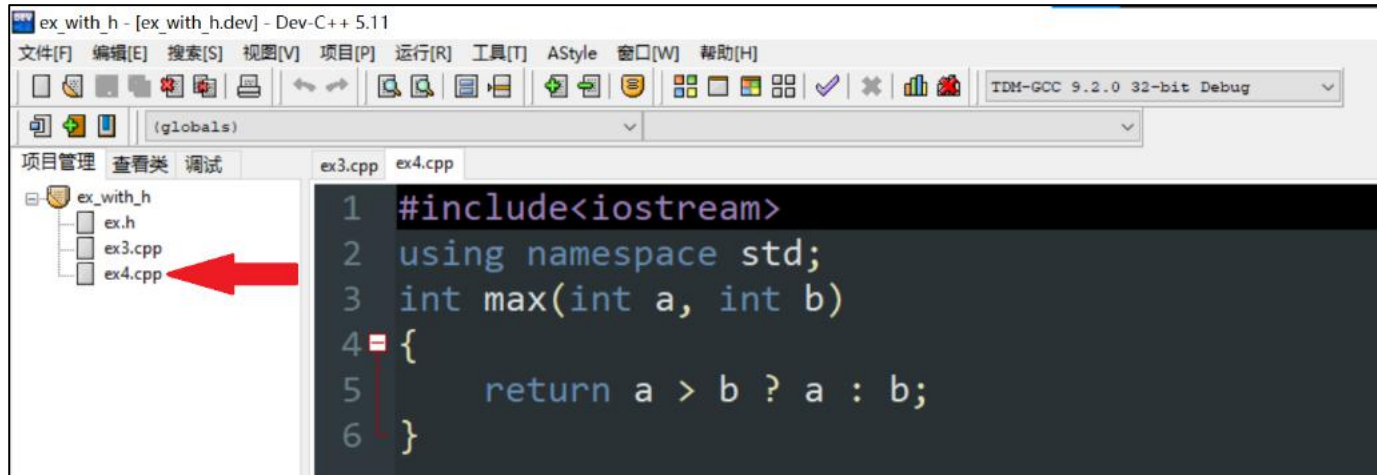 ex_with_h - [ex_with_h.dev] - Dev-C++ 5.11
文件[F] 编辑[E] 搜索[S] 视图[V] 项目[P] 运行[R] 工具[T] AStyle 窗口[W] 帮助[H]
TDM-GCC 9.2.0 32-bit Debug
(globals)
项目管理 查看类 调试 ex3.cpp ex4.cpp
ex_with_h
ex.h
ex3.cpp
ex4.cpp
1 #include<iostream>
2 using namespace std;
3 int max(int a, int b)
4 {
5 return a > b ? a : b;
6 }